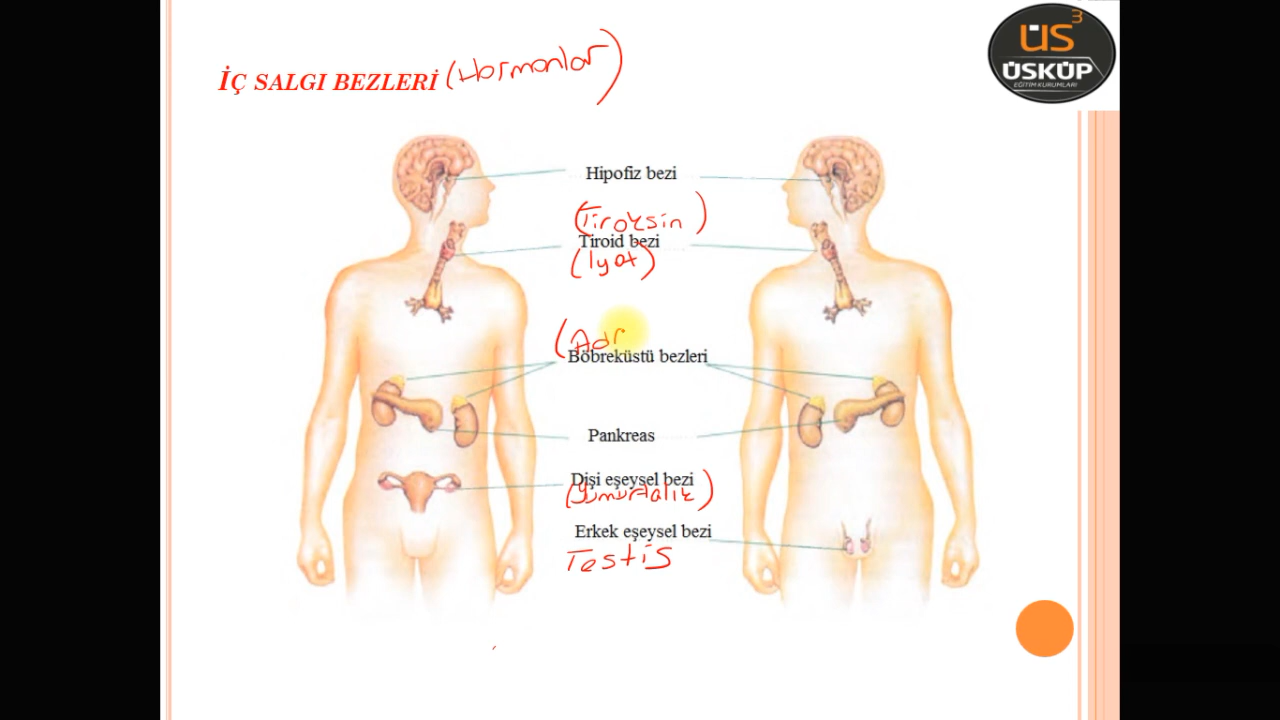 ÜS3
ÜSKÜP
EĞİTİM KURUMLARI
İÇ SALGI BEZLERİ (Hormonlar)
Hipofiz bezi
(Tiroksin)
Tiroid bezi
(İyot)
(Adr
Böbreküstü bezleri
Pankreas
Dişi eşeysel bezi
(Yumurtalık)
Erkek eşeysel bezi
Testis